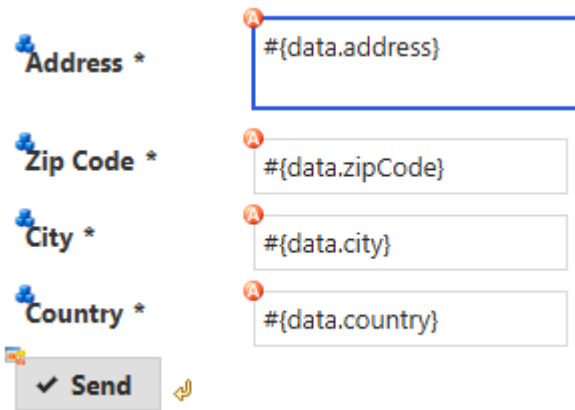 Address * #{data.address}
Zip Code * #{data.zipCode}
City * #{data.city}
Country * #{data.country}
Send